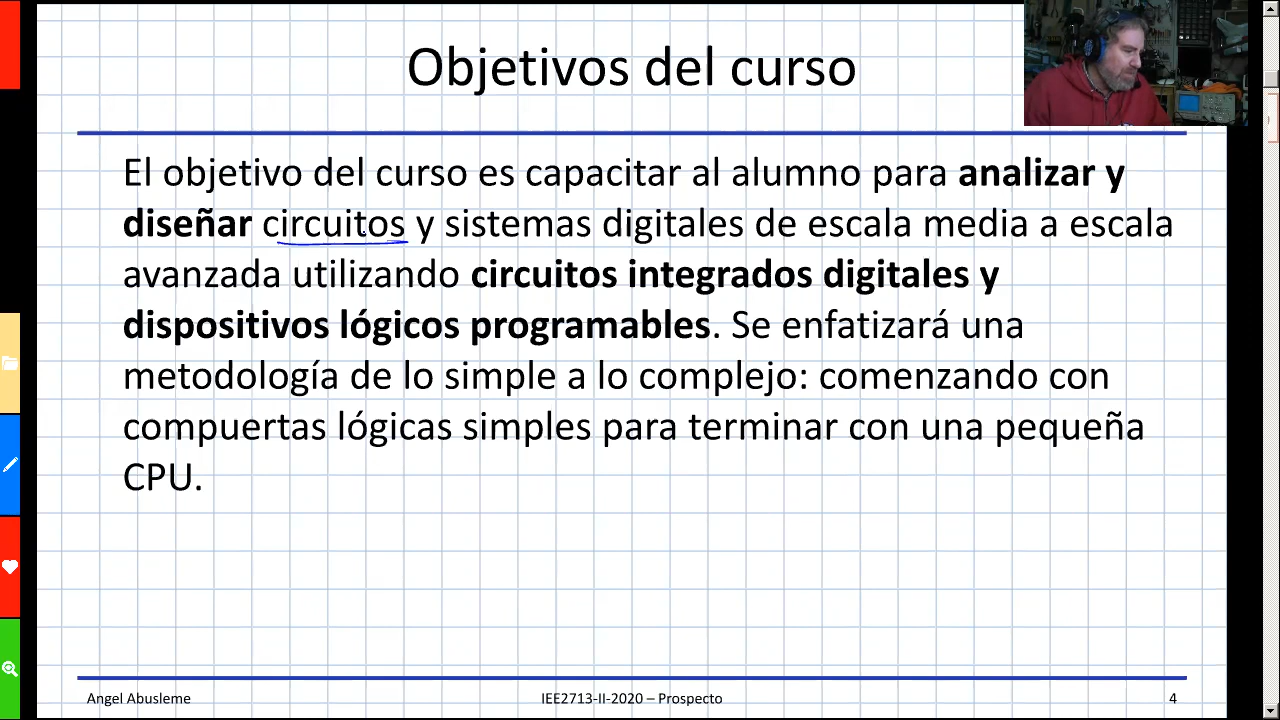 Objetivos del curso
El objetivo del curso es capacitar al alumno para analizar y
diseñar circuitos y sistemas digitales de escala media a escala
avanzada utilizando circuitos integrados digitales y
dispositivos lógicos programables. Se enfatizará una
metodología de lo simple a lo complejo: comenzando con
compuertas lógicas simples para terminar con una pequeña
CPU.
Angel Abusleme IEE2713-II-2020 – Prospecto 4